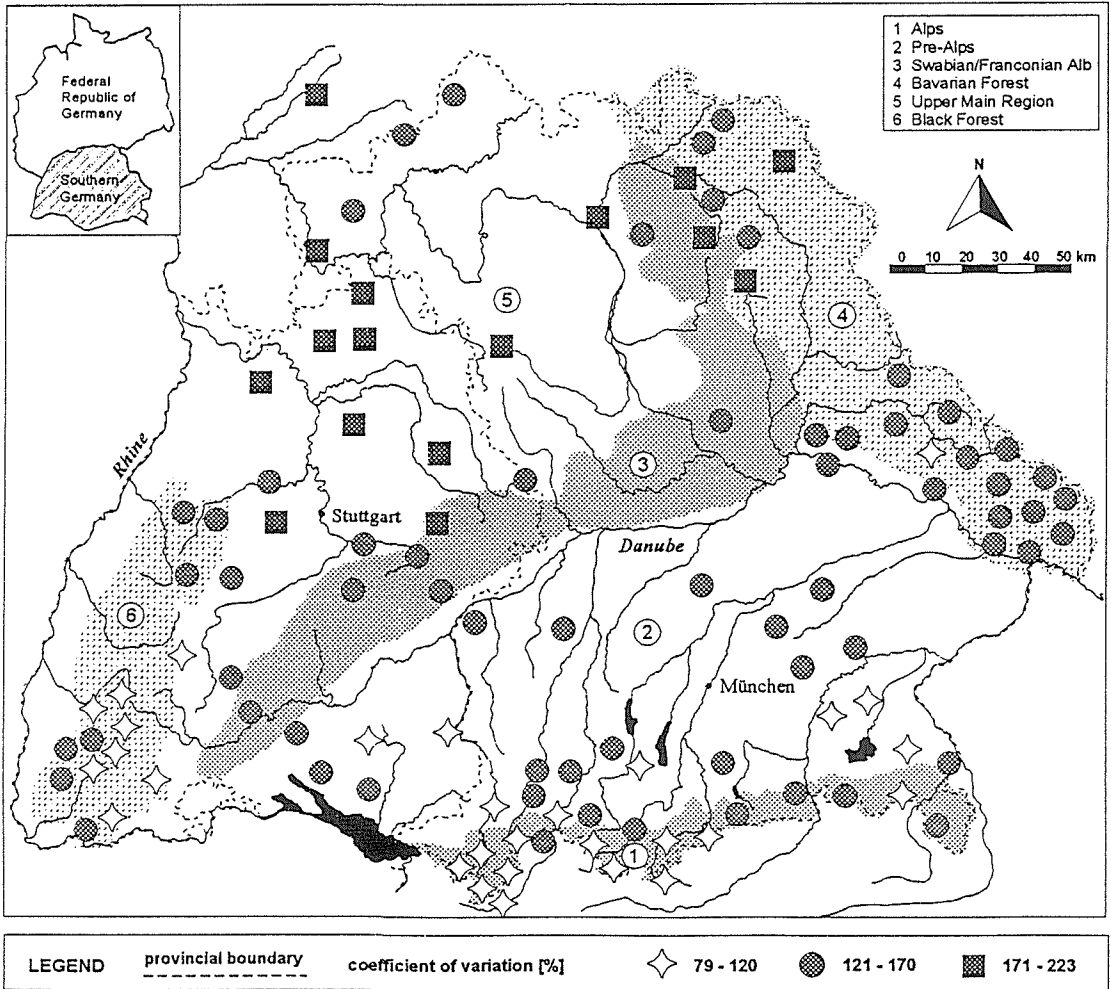 Federal
Republic of
Germany
Southern
Germany
1 Alps
2 Pre-Alps
3 Swabian/Franconian Alb
4 Bavarian Forest
5 Upper Main Region
6 Black Forest
N
0 10 20 30 40 50 km
5
4
Rhine
3
Stuttgart
Danube
6
2
München
1
LEGEND provincial boundary coefficient of variation [%] 79 - 120 121 - 170 171 - 223